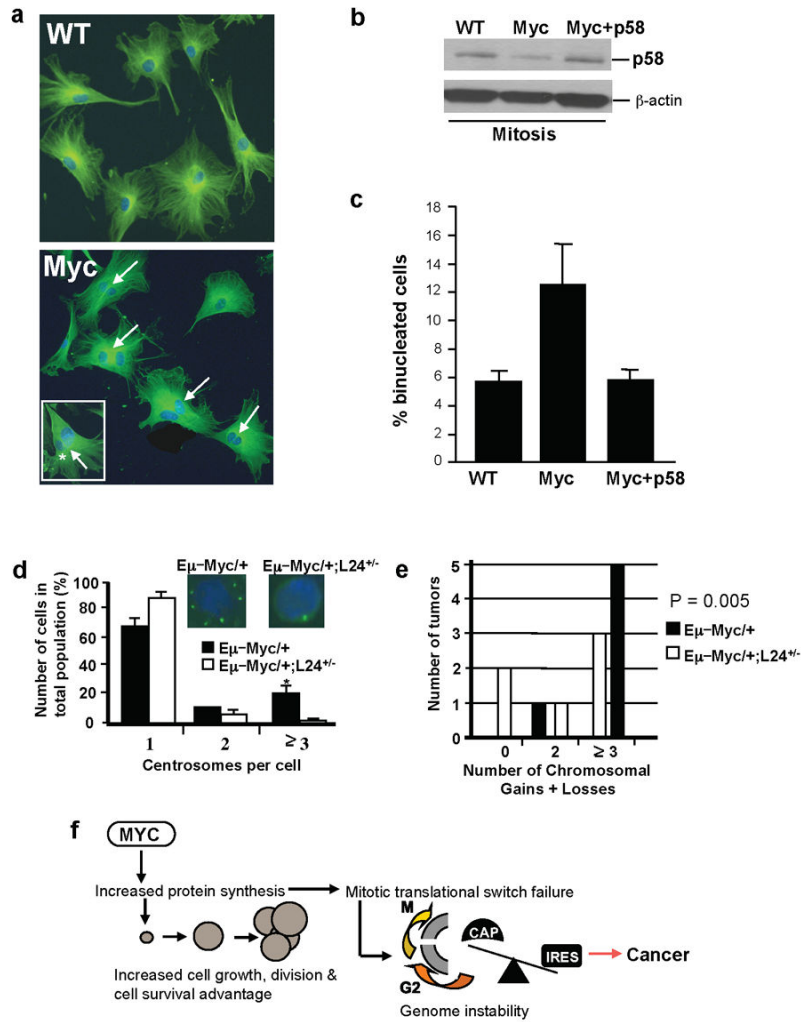 a
WT
Myc
*
b
WT Myc Myc+p58
p58
β-actin
Mitosis
c
18
16
14
12
10
8
6
4
2
0
% binucleated cells
WT Myc Myc+p58
d
Eμ-Myc/+ Eμ-Myc/+;L24+/-
100
80
60
40
20
0
Number of cells in
total population (%)
Eμ-Myc/+
Eμ-Myc/+;L24+/-
*
1 2 ≥ 3
Centrosomes per cell
e
5
4
3
2
1
0
Number of tumors
P = 0.005
Eμ-Myc/+
Eμ-Myc/+;L24+/-
0 2 ≥ 3
Number of Chromosomal
Gains + Losses
f
MYC
Increased protein synthesis
Mitotic translational switch failure
M
CAP
IRES
Cancer
G2
Increased cell growth, division &
cell survival advantage
Genome instability